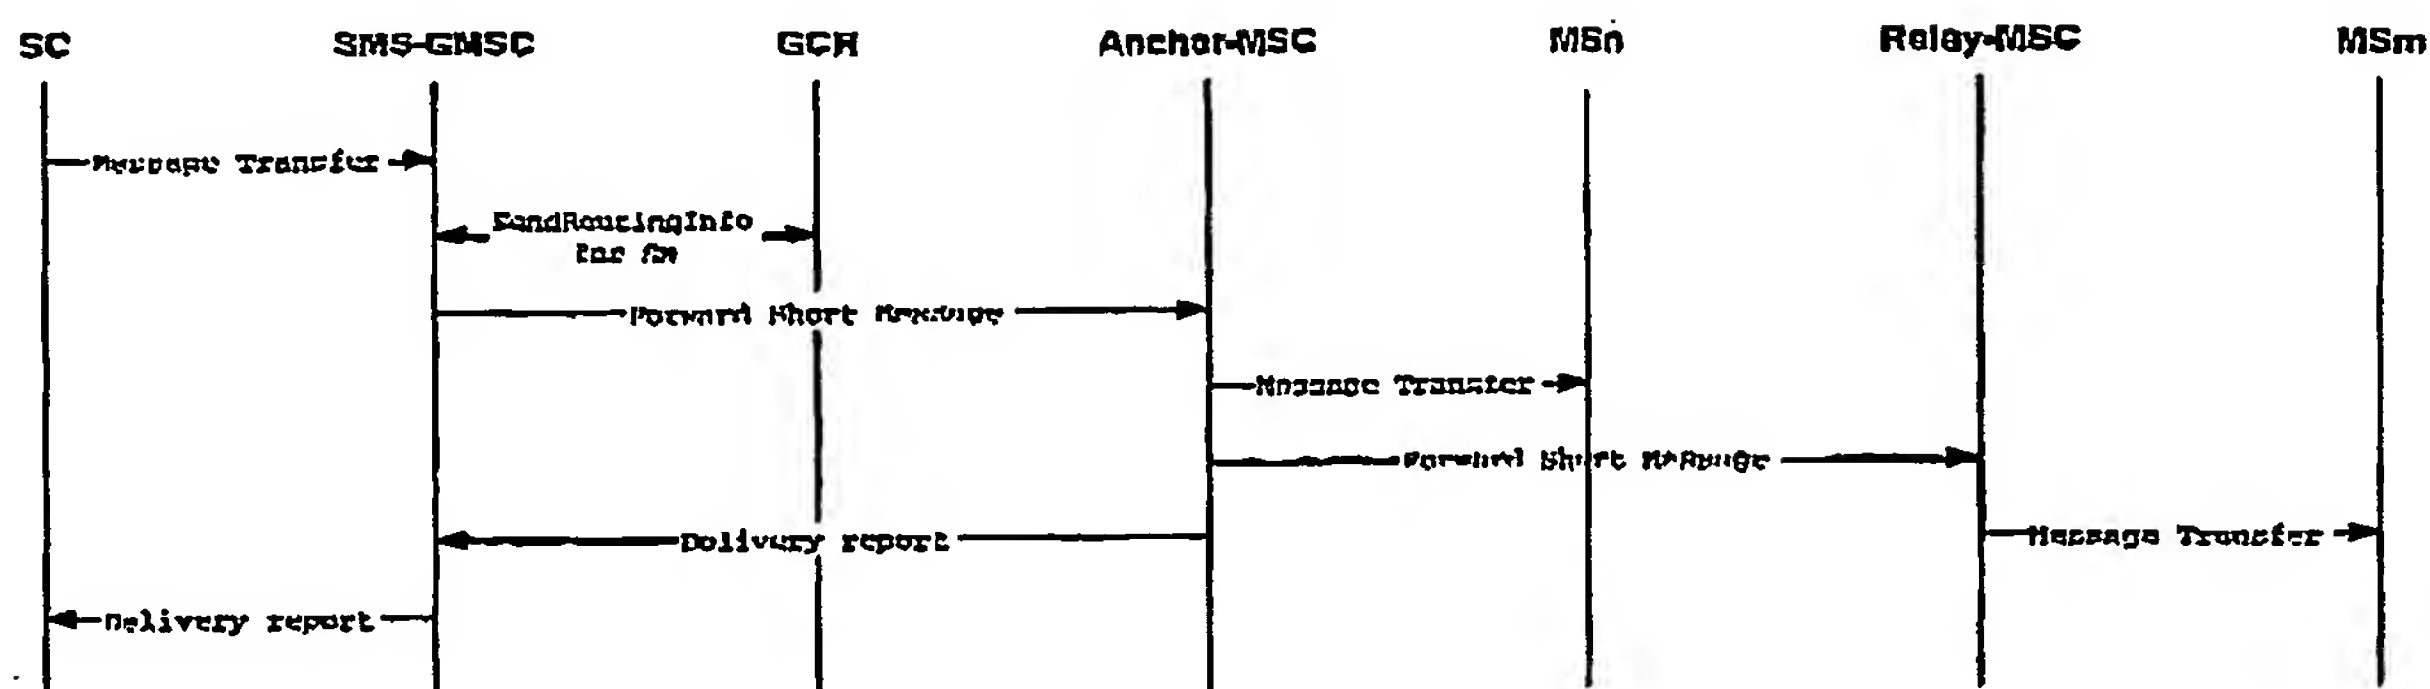 SC SMS-GMSC GCR Anchor-MSC MSn Relay-MSC MSm
Message Transfer
SendRoutingInfo
for SM
Forward Short Message
Message Transfer
Forward Short Message
Delivery report
Message Transfer
Delivery report